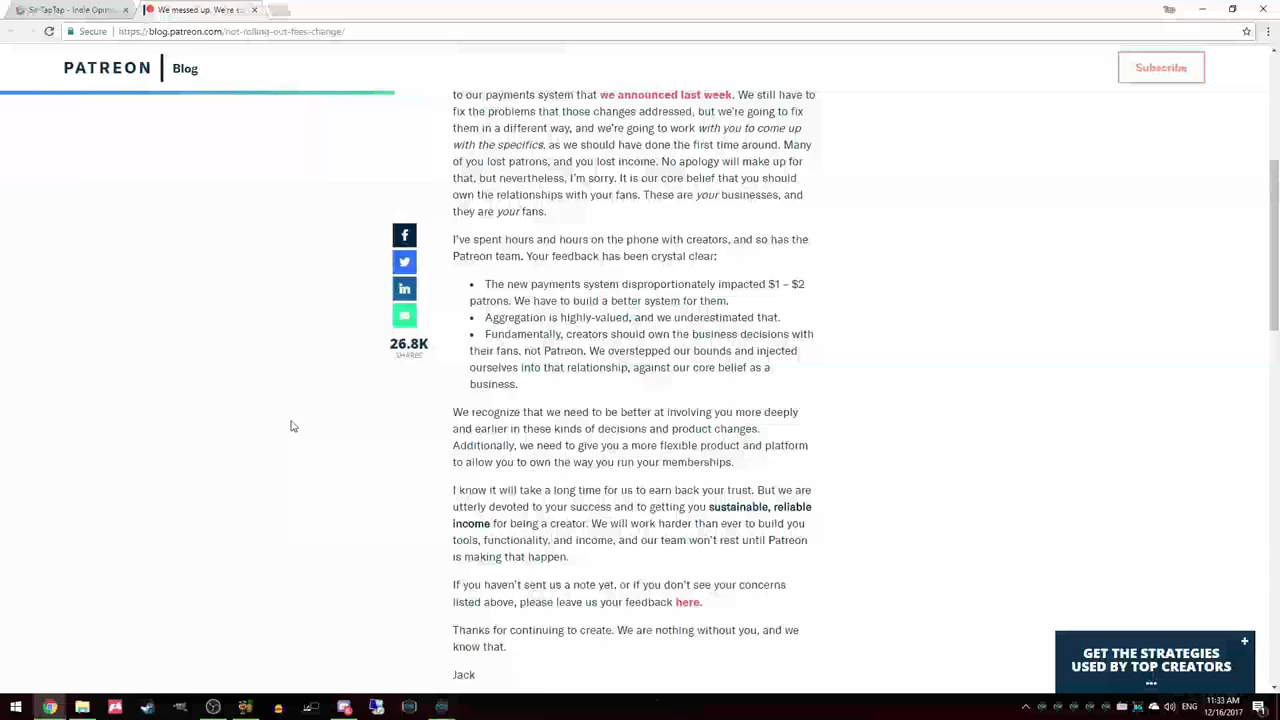 SirTapTap - Indie Opinio
We messed up. We're so
Secure
https://blog.patreon.com/not-rolling-out-fees-change/
PATREON
Blog
Subscribe
to our payments system that we announced last week. We still have to
fix the problems that those changes addressed, but we're going to fix
them in a different way, and we're going to work with you to come up
with the specifics, as we should have done the first time around. Many
of you lost patrons, and you lost income. No apology will make up for
that, but nevertheless, I'm sorry. It is our core belief that you should
own the relationships with your fans. These are your businesses, and
they are your fans.
I've spent hours and hours on the phone with creators, and so has the
Patreon team. Your feedback has been crystal clear:
• The new payments system disproportionately impacted $1 – $2
patrons. We have to build a better system for them.
• Aggregation is highly-valued, and we underestimated that.
• Fundamentally, creators should own the business decisions with
their fans, not Patreon. We overstepped our bounds and injected
ourselves into that relationship, against our core belief as a
business.
26.8K
SHARES
We recognize that we need to be better at involving you more deeply
and earlier in these kinds of decisions and product changes.
Additionally, we need to give you a more flexible product and platform
to allow you to own the way you run your memberships.
I know it will take a long time for us to earn back your trust. But we are
utterly devoted to your success and to getting you sustainable, reliable
income for being a creator. We will work harder than ever to build you
tools, functionality, and income, and our team won't rest until Patreon
is making that happen.
If you haven't sent us a note yet, or if you don't see your concerns
listed above, please leave us your feedback here.
Thanks for continuing to create. We are nothing without you, and we
know that.
Jack
GET THE STRATEGIES
USED BY TOP CREATORS
...
ENG
11:33 AM
12/16/2017